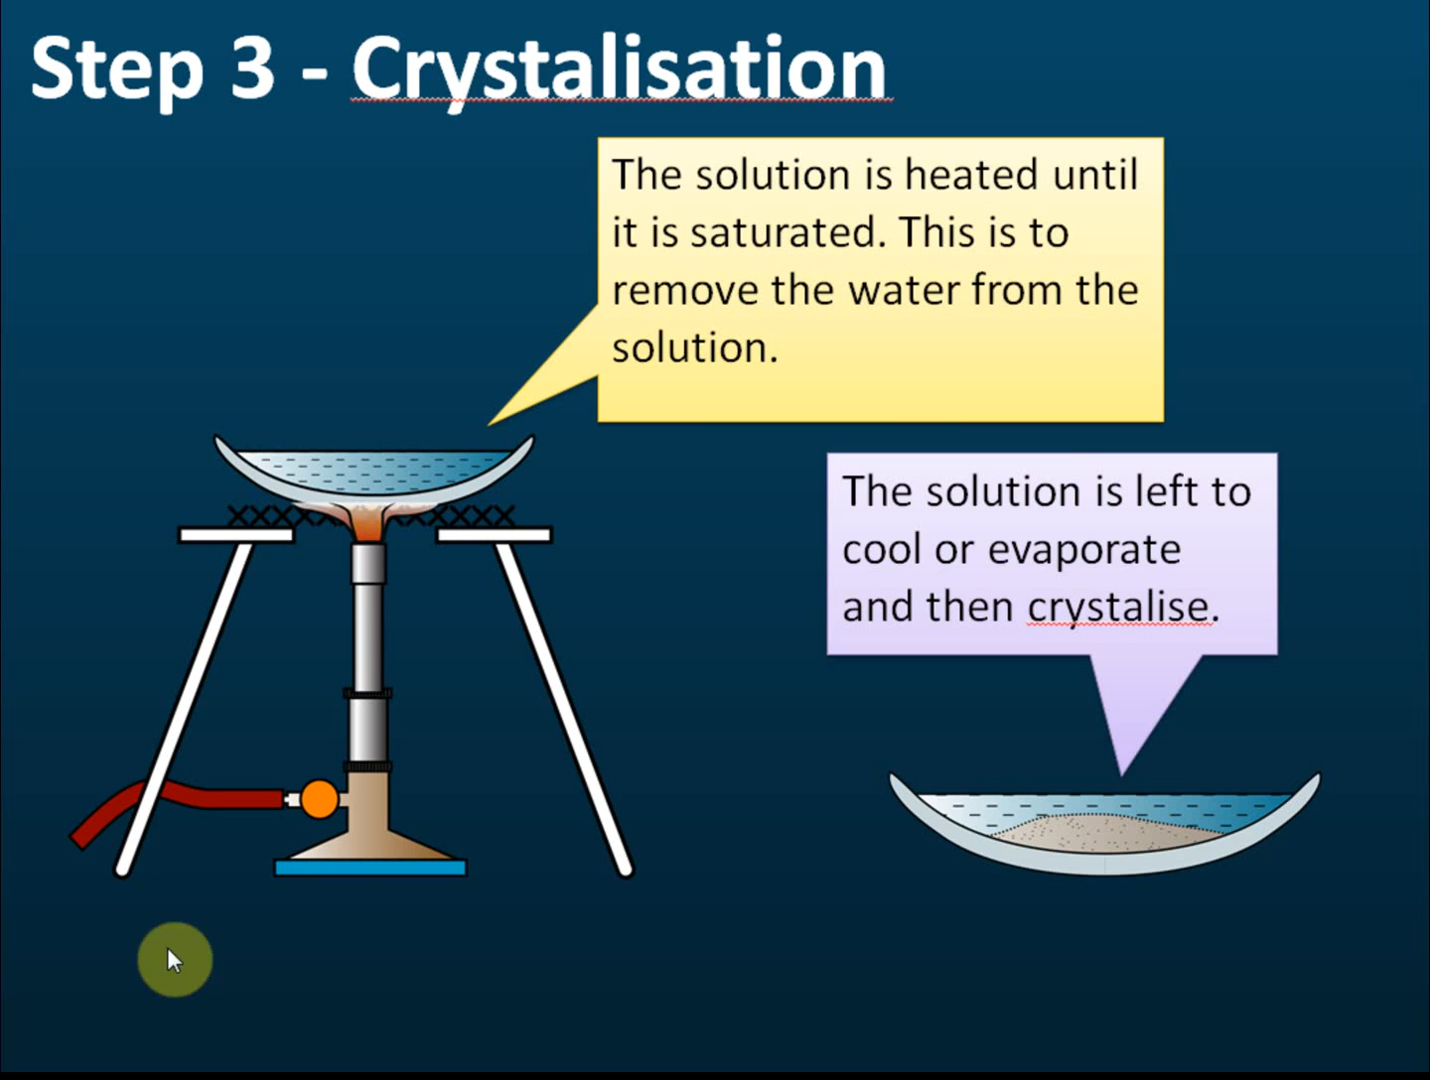 Step 3 - Crystalisation
The solution is heated until
it is saturated. This is to
remove the water from the
solution.
The solution is left to
cool or evaporate
and then crystalise.